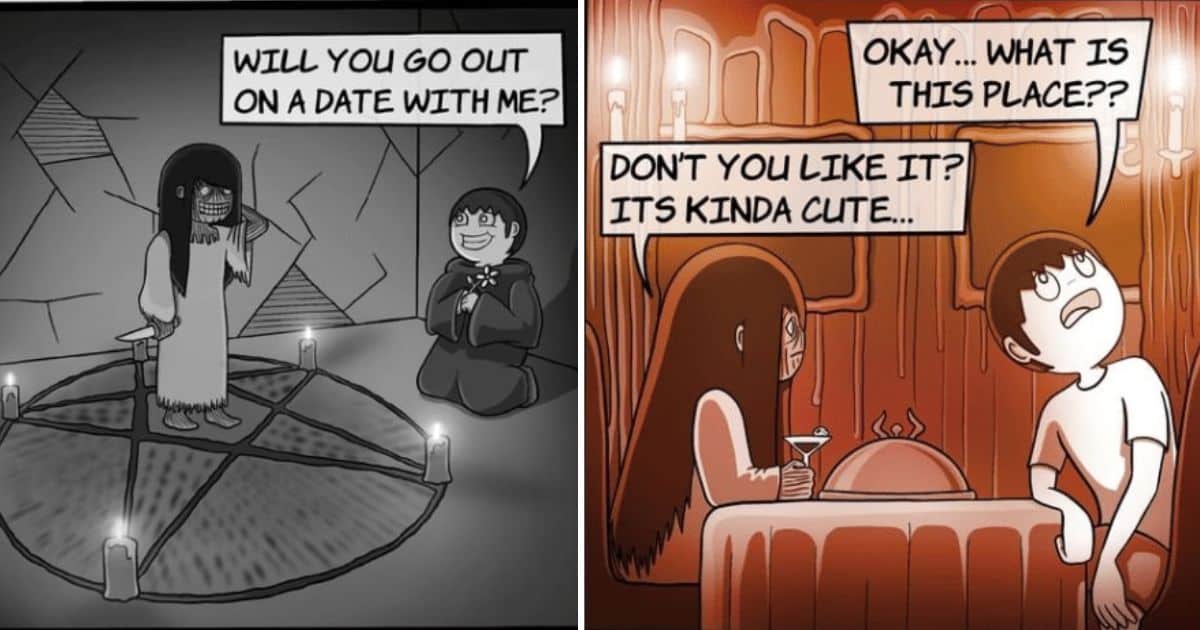 WILL YOU GO OUT
ON A DATE WITH ME?
OKAY... WHAT IS
THIS PLACE??
DON'T YOU LIKE IT?
ITS KINDA CUTE...